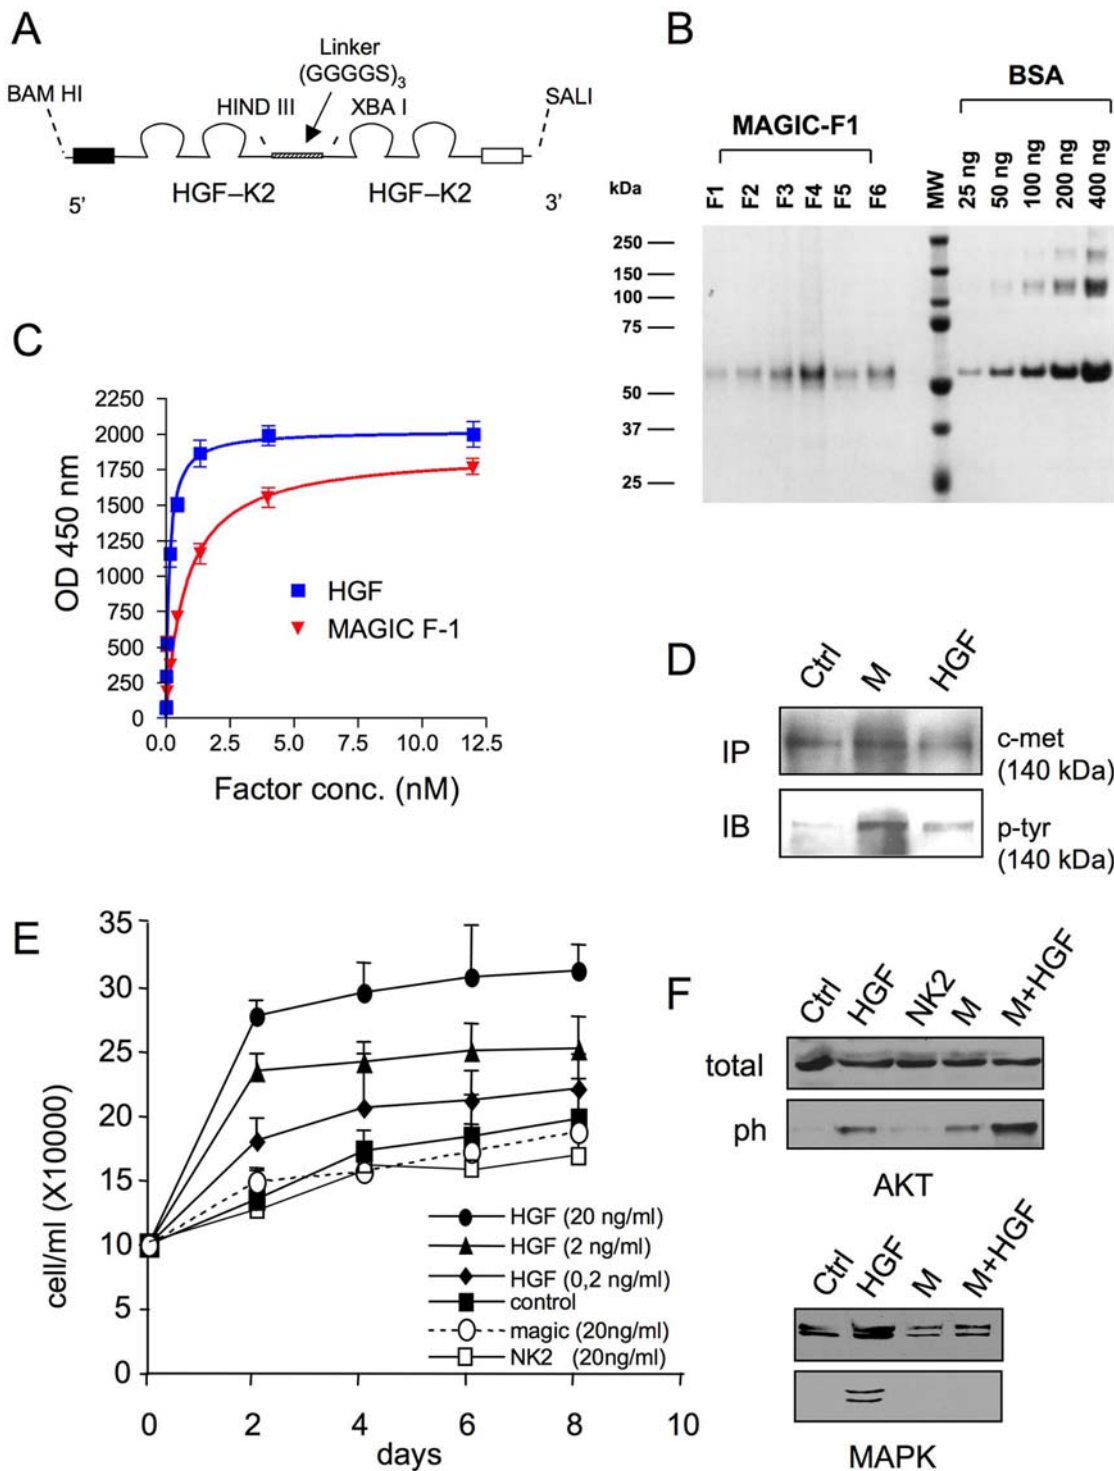 A
Linker
(GGGGS)3
BAM HI
HIND III
XBA I
SALI
HGF–K2
HGF–K2
5’
3’
B
MAGIC-F1
BSA
kDa
F1
F2
F3
F4
F5
F6
MW
25 ng
50 ng
100 ng
200 ng
400 ng
250
150
100
75
50
37
25
C
OD 450 nm
2250
2000
1750
1500
1250
1000
750
500
250
0
HGF
MAGIC F-1
0.0 2.5 5.0 7.5 10.0 12.5
Factor conc. (nM)
D
Ctrl
M
HGF
IP
c-met
(140 kDa)
IB
p-tyr
(140 kDa)
E
cell/ml (X10000)
35
30
25
20
15
10
5
0
HGF (20 ng/ml)
HGF (2 ng/ml)
HGF (0,2 ng/ml)
control
magic (20ng/ml)
NK2 (20ng/ml)
0 2 4 6 8 10
days
F
Ctrl
HGF
NK2
M
M+HGF
total
ph
AKT
Ctrl
HGF
M
M+HGF
MAPK